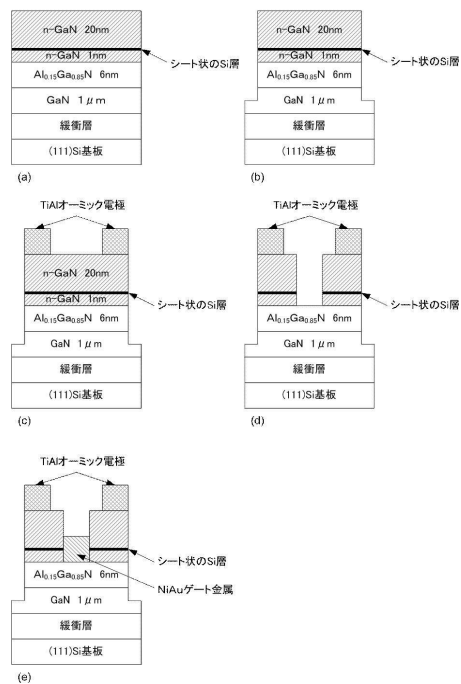 n-GaN 20nm
n-GaN 1nm
シート状のSi層
Al0.15Ga0.85N 6nm
GaN 1μm
緩衝層
(111)Si基板
(a)
n-GaN 20nm
n-GaN 1nm
シート状のSi層
Al0.15Ga0.85N 6nm
GaN 1μm
緩衝層
(111)Si基板
(b)
TiAlオーミック電極
n-GaN 20nm
n-GaN 1nm
シート状のSi層
Al0.15Ga0.85N 6nm
GaN 1μm
緩衝層
(111)Si基板
(c)
TiAlオーミック電極
シート状のSi層
Al0.15Ga0.85N 6nm
GaN 1μm
緩衝層
(111)Si基板
(d)
TiAlオーミック電極
シート状のSi層
Al0.15Ga0.85N 6nm
NiAuゲート金属
GaN 1μm
緩衝層
(111)Si基板
(e)